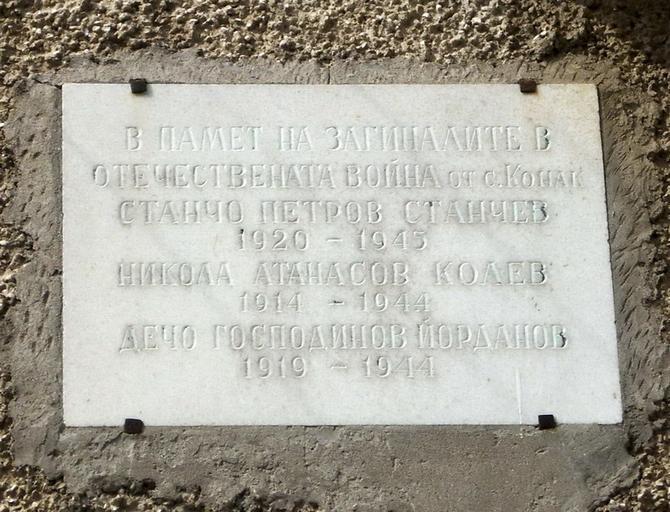 В ПАМЕТ НА ЗАГИНАЛИТЕ В
ОТЕЧЕСТВЕНАТА ВОЙНА ОТ С.КОНАК
СТАНЧО ПЕТРОВ СТАНЧЕВ
1920 – 1945
НИКОЛА АТАНАСОВ КОЛЕВ
1914 – 1944
ДЕЧО ГОСПОДИНОВ ЙОРДАНОВ
1919 – 1944